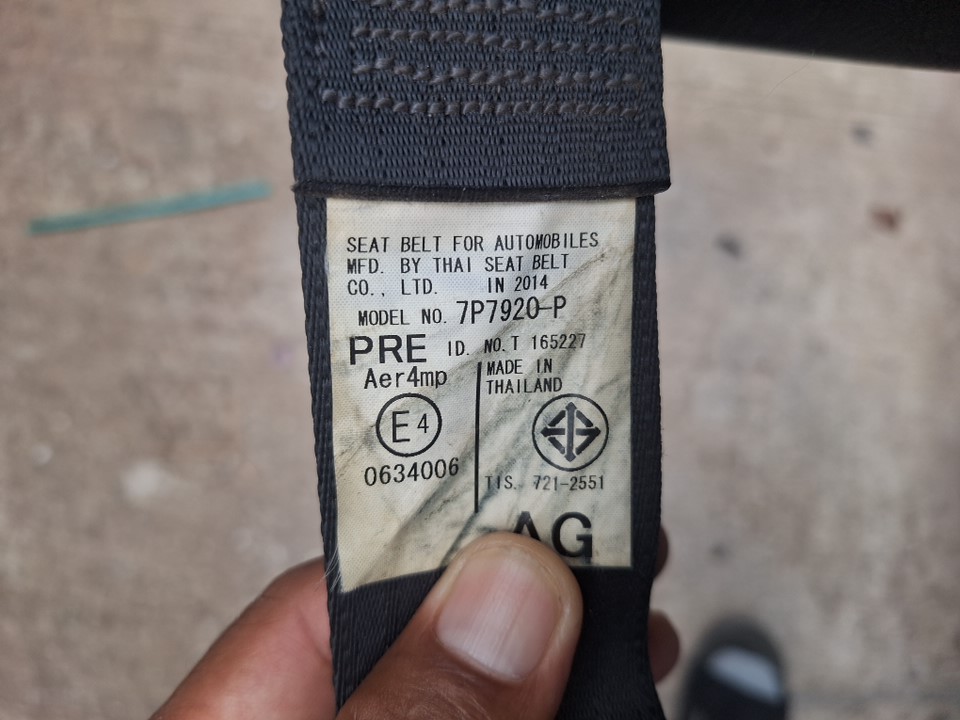 SEAT BELT FOR AUTOMOBILES
MFD. BY THAI SEAT BELT
CO., LTD. IN 2014
MODEL NO. 7P7920-P
PRE ID. NO. T 165227
Aer4mp
MADE IN
THAILAND
E4
0634006
TIS. 721-2551
AG